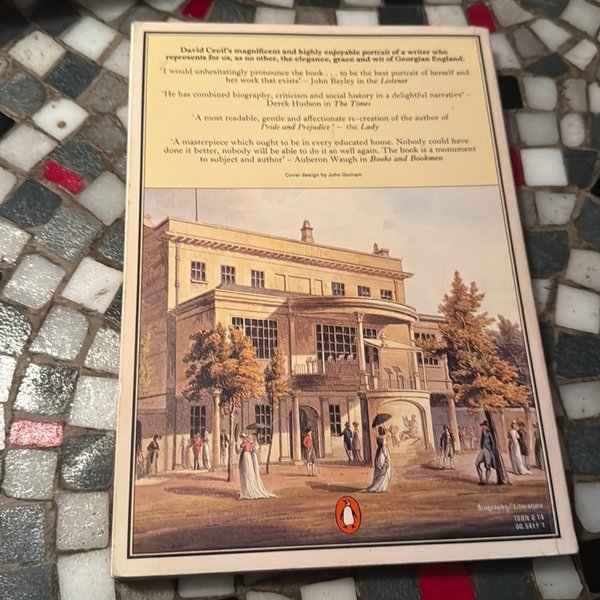 David Cecil's magnificent and highly enjoyable portrait of a writer who
represents for us, as no other, the elegance, grace and wit of Georgian England.
'I would unhesitatingly pronounce the book . . . to be the best portrait of herself and
her work that exists' – John Bayley in the Listener
'He has combined biography, criticism and social history in a delightful narrative' –
Derek Hudson in The Times
'A most readable, gentle and affectionate re-creation of the author of
Pride and Prejudice' – the Lady
'A masterpiece which ought to be in every educated home. Nobody could have
done it better, nobody will be able to do it so well again. The book is a monument
to subject and author' – Auberon Waugh in Books and Bookmen
Cover design by John Gorham
Biography/Literature
ISBN 0 14
00.5411 1